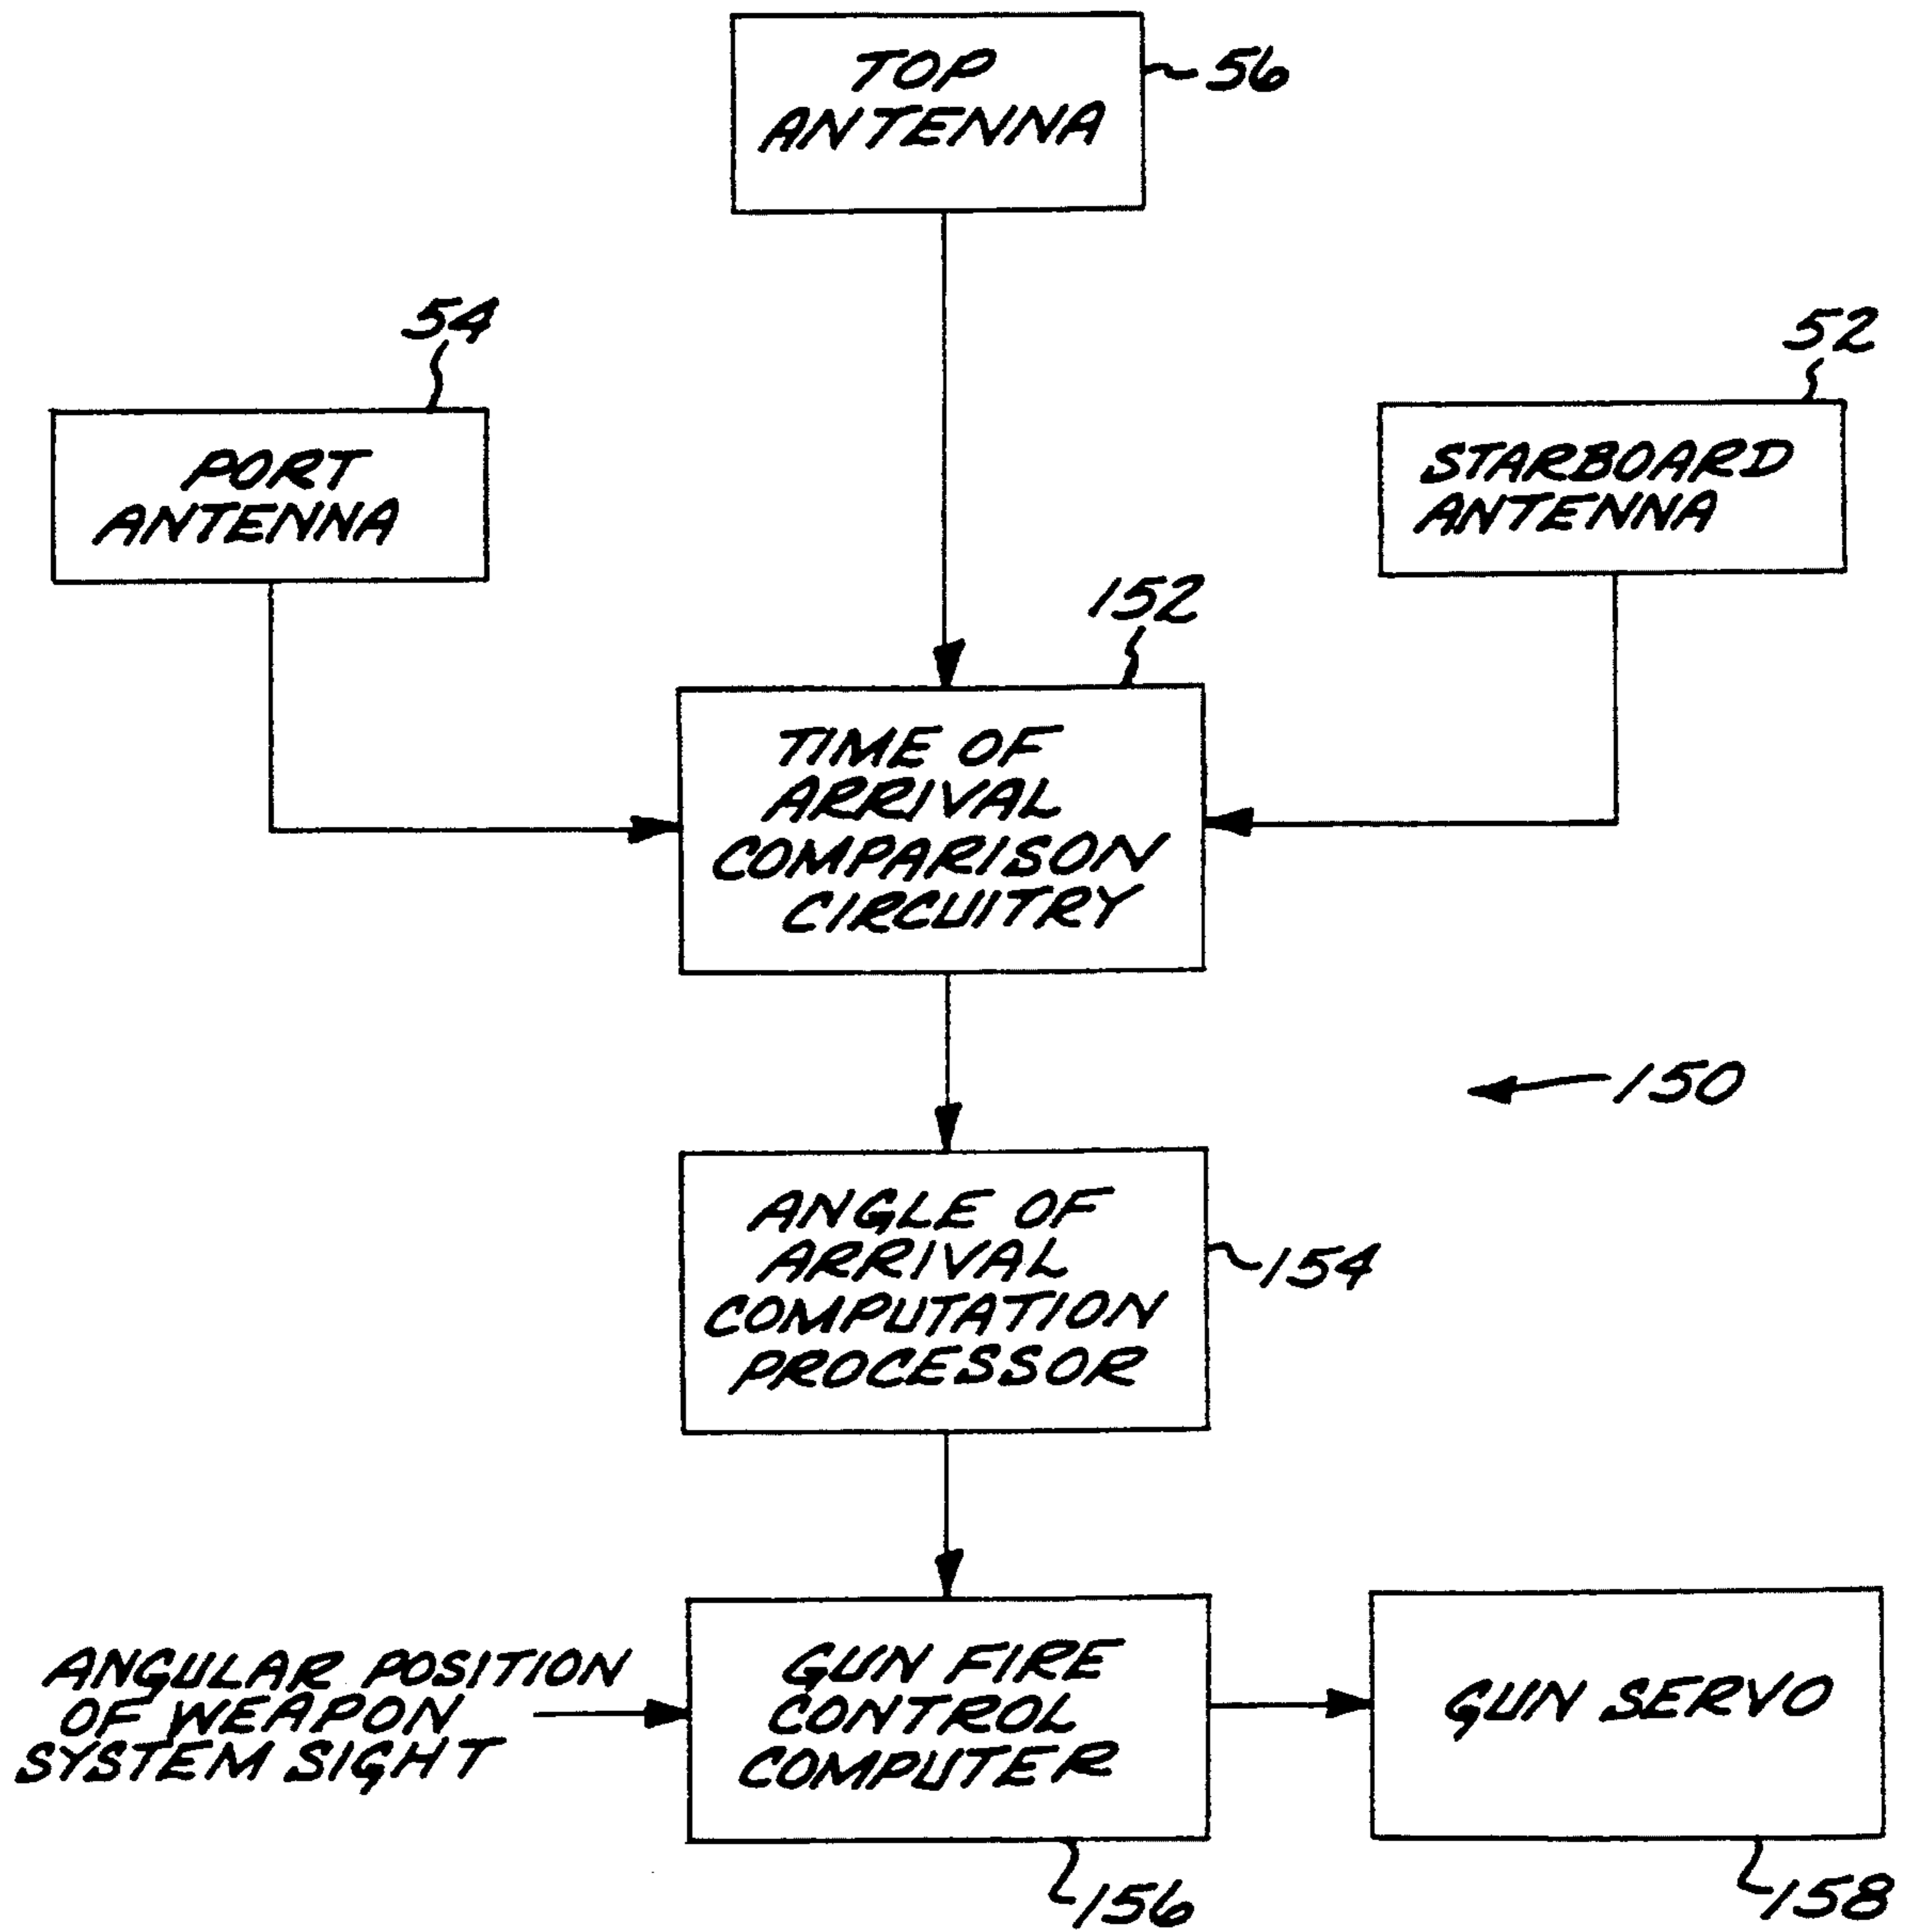 TOP
ANTENNA
56
54
PORT
ANTENNA
52
STARBOARD
ANTENNA
152
TIME OF
ARRIVAL
COMPARISON
CIRCUITRY
150
ANGLE OF
ARRIVAL
COMPUTATION
PROCESSOR
154
ANGULAR POSITION
OF WEAPON
SYSTEM SIGHT
GUN FIRE
CONTROL
COMPUTER
156
GUN SERVO
158